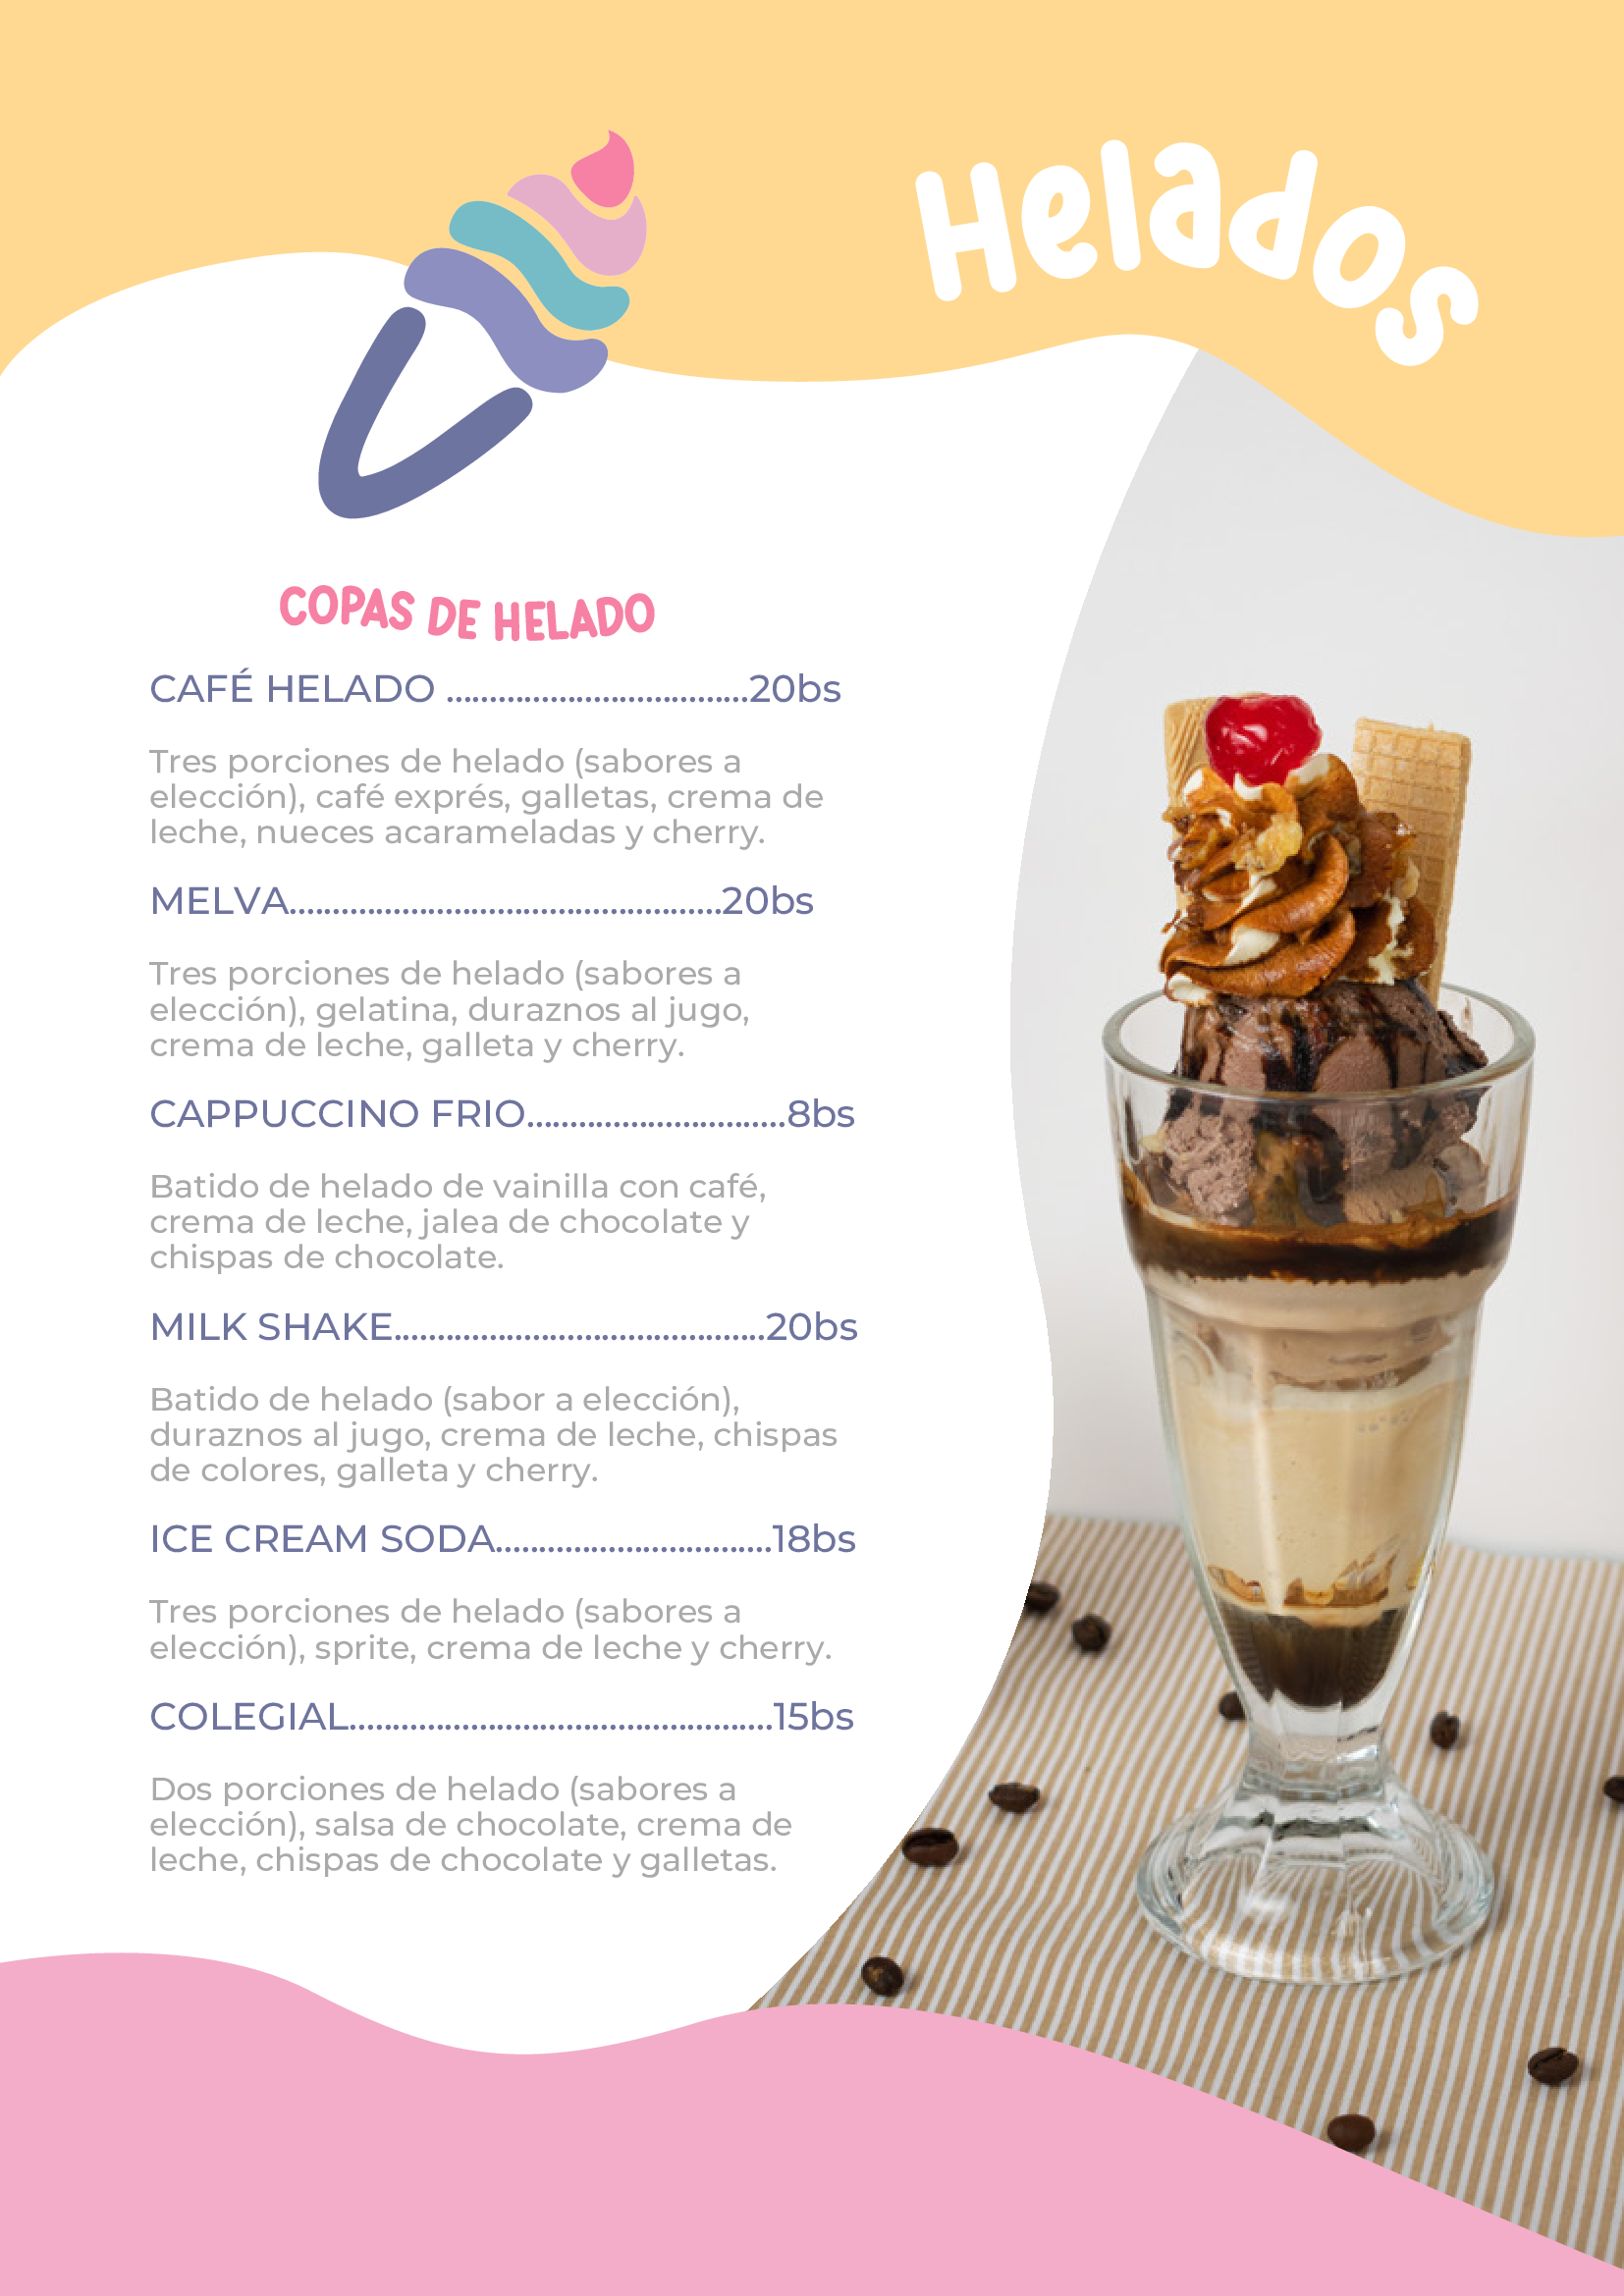 Helados
COPAS DE HELADO
CAFÉ HELADO ...................................20bs
Tres porciones de helado (sabores a
elección), café exprés, galletas, crema de
leche, nueces acarameladas y cherry.
MELVA..................................................20bs
Tres porciones de helado (sabores a
elección), gelatina, duraznos al jugo,
crema de leche, galleta y cherry.
CAPPUCCINO FRIO..............................8bs
Batido de helado de vainilla con café,
crema de leche, jalea de chocolate y
chispas de chocolate.
MILK SHAKE...........................................20bs
Batido de helado (sabor a elección),
duraznos al jugo, crema de leche, chispas
de colores, galleta y cherry.
ICE CREAM SODA................................18bs
Tres porciones de helado (sabores a
elección), sprite, crema de leche y cherry.
COLEGIAL.................................................15bs
Dos porciones de helado (sabores a
elección), salsa de chocolate, crema de
leche, chispas de chocolate y galletas.